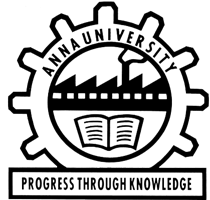 ANNA UNIVERSITY
PROGRESS THROUGH KNOWLEDGE